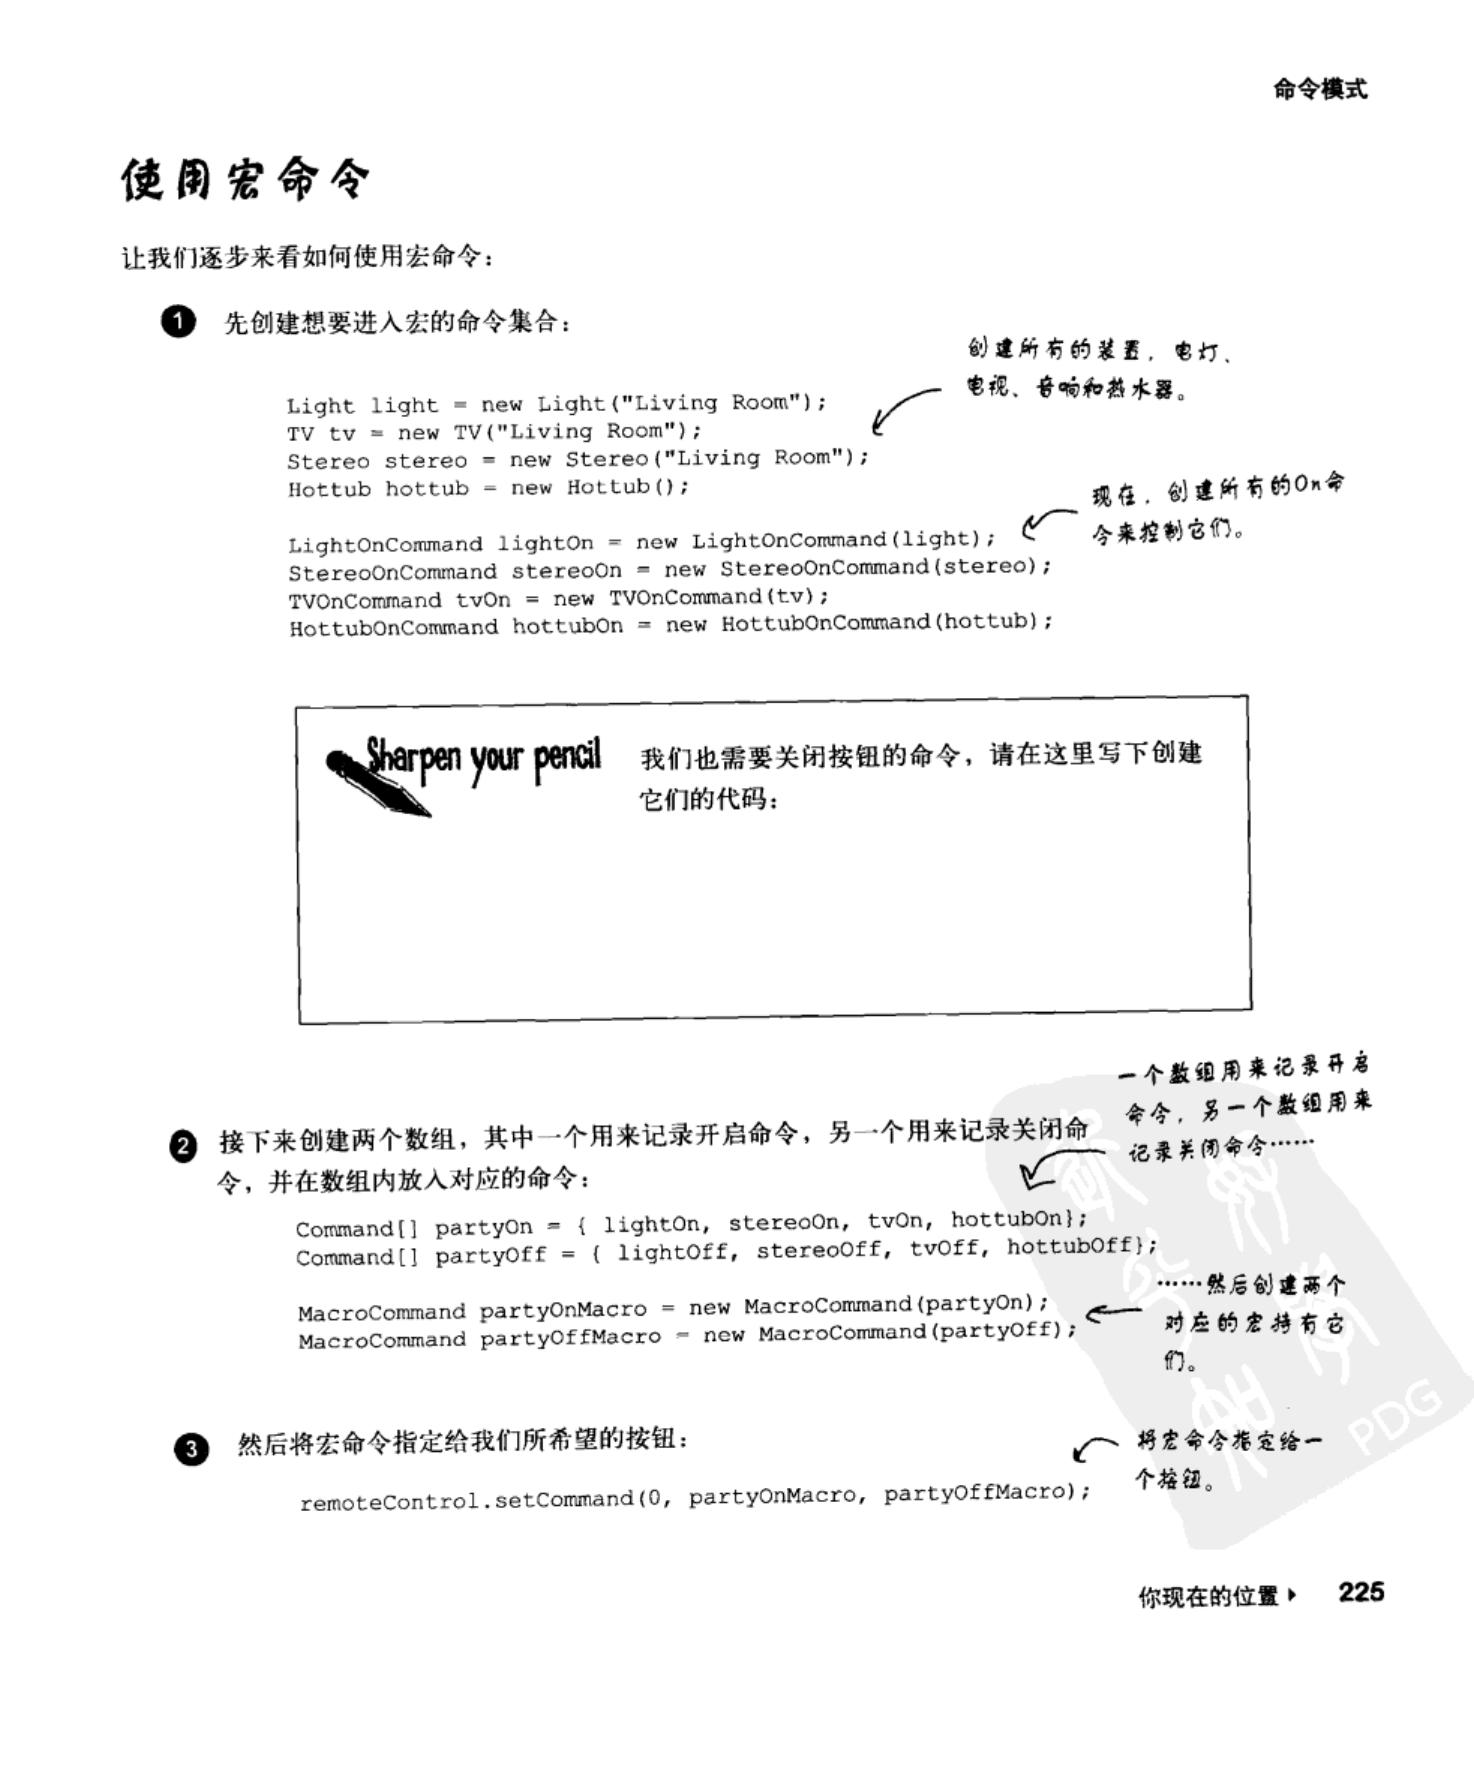 命令模式
使用宏命令
让我们逐步来看如何使用宏命令：
1 先创建想要进入宏的命令集合：
创建所有的装置，电灯、
电视、音响和热水器。
Light light = new Light("Living Room");
TV tv = new TV("Living Room");
Stereo stereo = new Stereo("Living Room");
Hottub hottub = new Hottub();
现在，创建所有的On命
令来控制它们。
LightOnCommand lightOn = new LightOnCommand(light);
StereoOnCommand stereoOn = new StereoOnCommand(stereo);
TVOnCommand tvOn = new TVOnCommand(tv);
HottubOnCommand hottubOn = new HottubOnCommand(hottub);
Sharpen your pencil
我们也需要关闭按钮的命令，请在这里写下创建
它们的代码：
一个数组用来记录开启
命令，另一个数组用来
记录关闭命令……
2 接下来创建两个数组，其中一个用来记录开启命令，另一个用来记录关闭命
令，并在数组内放入对应的命令：
Command[] partyOn = { lightOn, stereoOn, tvOn, hottubOn};
Command[] partyOff = { lightOff, stereoOff, tvOff, hottubOff};
……然后创建两个
对应的宏持有它
们。
MacroCommand partyOnMacro = new MacroCommand(partyOn);
MacroCommand partyOffMacro = new MacroCommand(partyOff);
3 然后将宏命令指定给我们所希望的按钮：
将宏命令指定给一
个按钮。
remoteControl.setCommand(0, partyOnMacro, partyOffMacro);
PDG
你现在的位置▶ 225